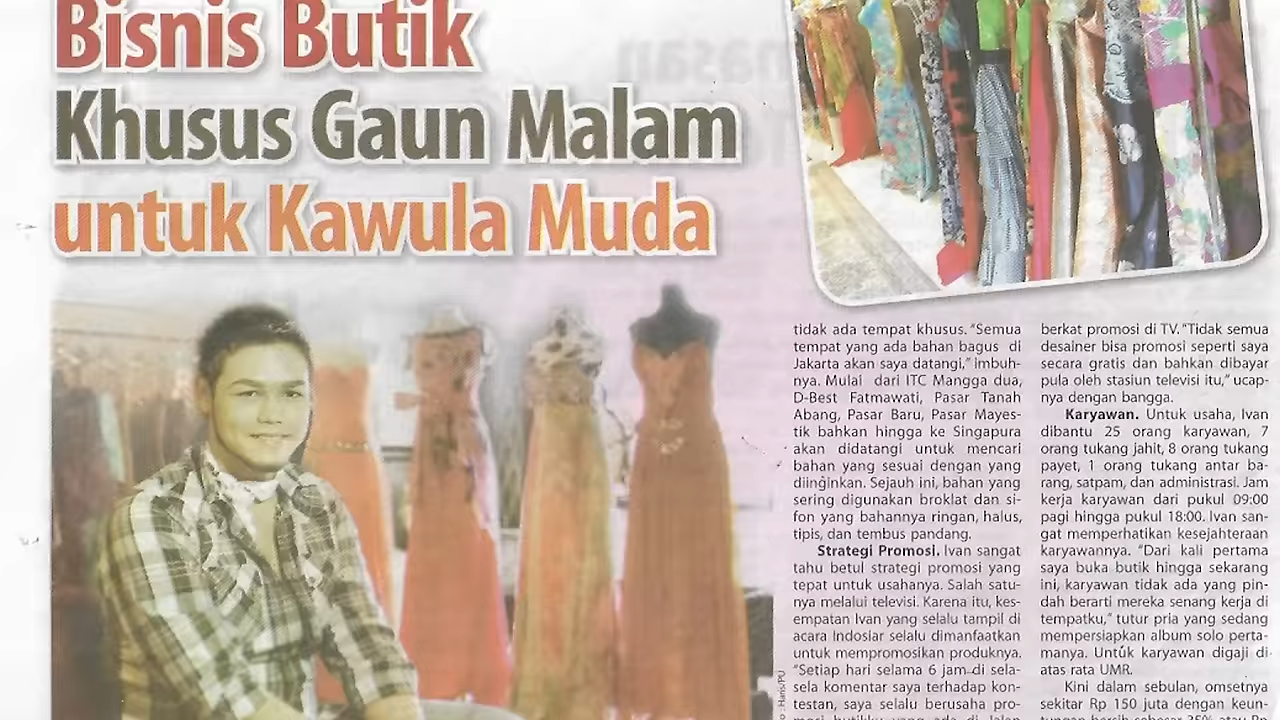 Bisnis Butik
Khusus Gaun Malam
untuk Kawula Muda
tidak ada tempat khusus. "Semua
tempat yang ada bahan bagus di
Jakarta akan saya datangi," imbuh-
nya. Mulai dari ITC Mangga dua,
D-Best Fatmawati, Pasar Tanah
Abang, Pasar Baru, Pasar Mayes-
tik bahkan hingga ke Singapura
akan didatangi untuk mencari
bahan yang sesuai dengan yang
diinginkan. Sejauh ini, bahan yang
sering digunakan broklat dan si-
fon yang bahannya ringan, halus,
tipis, dan tembus pandang.
Strategi Promosi. Ivan sangat
tahu betul strategi promosi yang
tepat untuk usahanya. Salah satu-
nya melalui televisi. Karena itu, kes-
empatan Ivan yang selalu tampil di
acara Indosiar selalu dimanfaatkan
untuk mempromosikan produknya.
"Setiap hari selama 6 jam di sela-
sela komentar saya terhadap kon-
testan, saya selalu berusaha pro-
mosi butikku yang ada di Jalan
berkat promosi di TV. "Tidak semua
desainer bisa promosi seperti saya
secara gratis dan bahkan dibayar
pula oleh stasiun televisi itu," ucap-
nya dengan bangga.
Karyawan. Untuk usaha, Ivan
dibantu 25 orang karyawan, 7
orang tukang jahit, 8 orang tukang
payet, 1 orang tukang antar ba-
rang, satpam, dan administrasi. Jam
kerja karyawan dari pukul 09:00
pagi hingga pukul 18:00. Ivan san-
gat memperhatikan kesejahteraan
karyawannya. "Dari kali pertama
saya buka butik hingga sekarang
ini, karyawan tidak ada yang pin-
dah berarti mereka senang kerja di
tempatku," tutur pria yang sedang
mempersiapkan album solo perta-
manya. Untuk karyawan digaji di-
atas rata UMR.
Kini dalam sebulan, omsetnya
sekitar Rp 150 juta dengan keun-
: Haris/PU